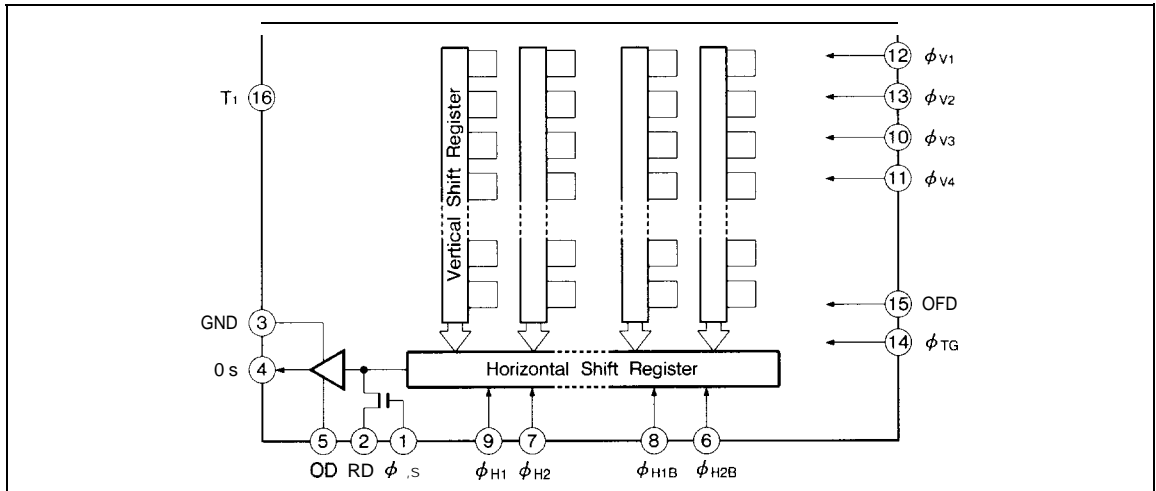 12 ϕV1
T1 16
13 ϕV2
10 ϕV3
11 ϕV4
Vertical Shift Register
15 OFD
GND 3
14 ϕTG
0s 4
Horizontal Shift Register
5 2 1 9 7 8 6
OD RD ϕ,S ϕH1 ϕH2 ϕH1B ϕH2B